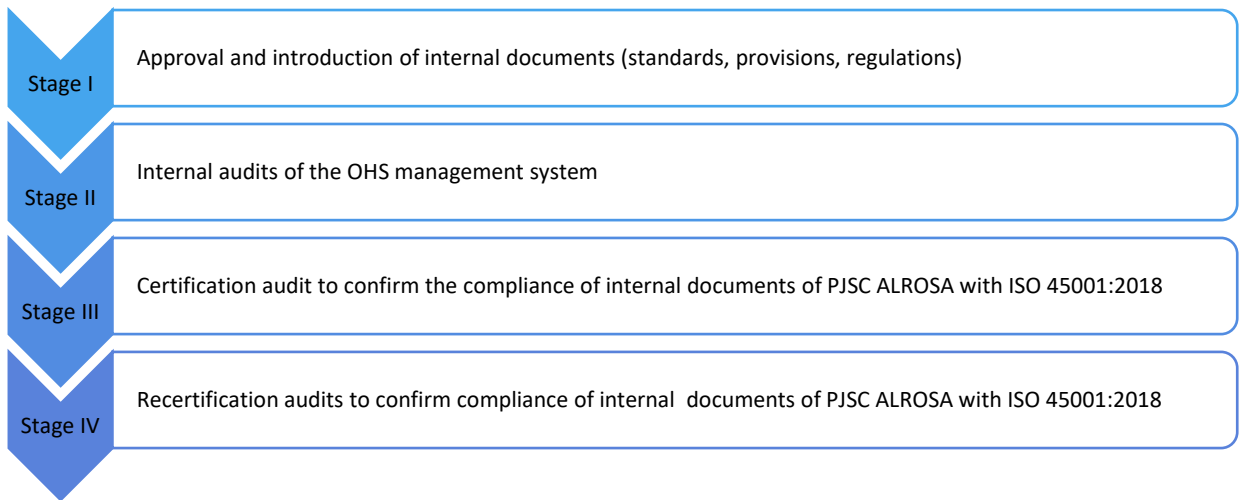 Stage I
Approval and introduction of internal documents (standards, provisions, regulations)
Stage II
Internal audits of the OHS management system
Stage III
Certification audit to confirm the compliance of internal documents of PJSC ALROSA with ISO 45001:2018
Stage IV
Recertification audits to confirm compliance of internal documents of PJSC ALROSA with ISO 45001:2018